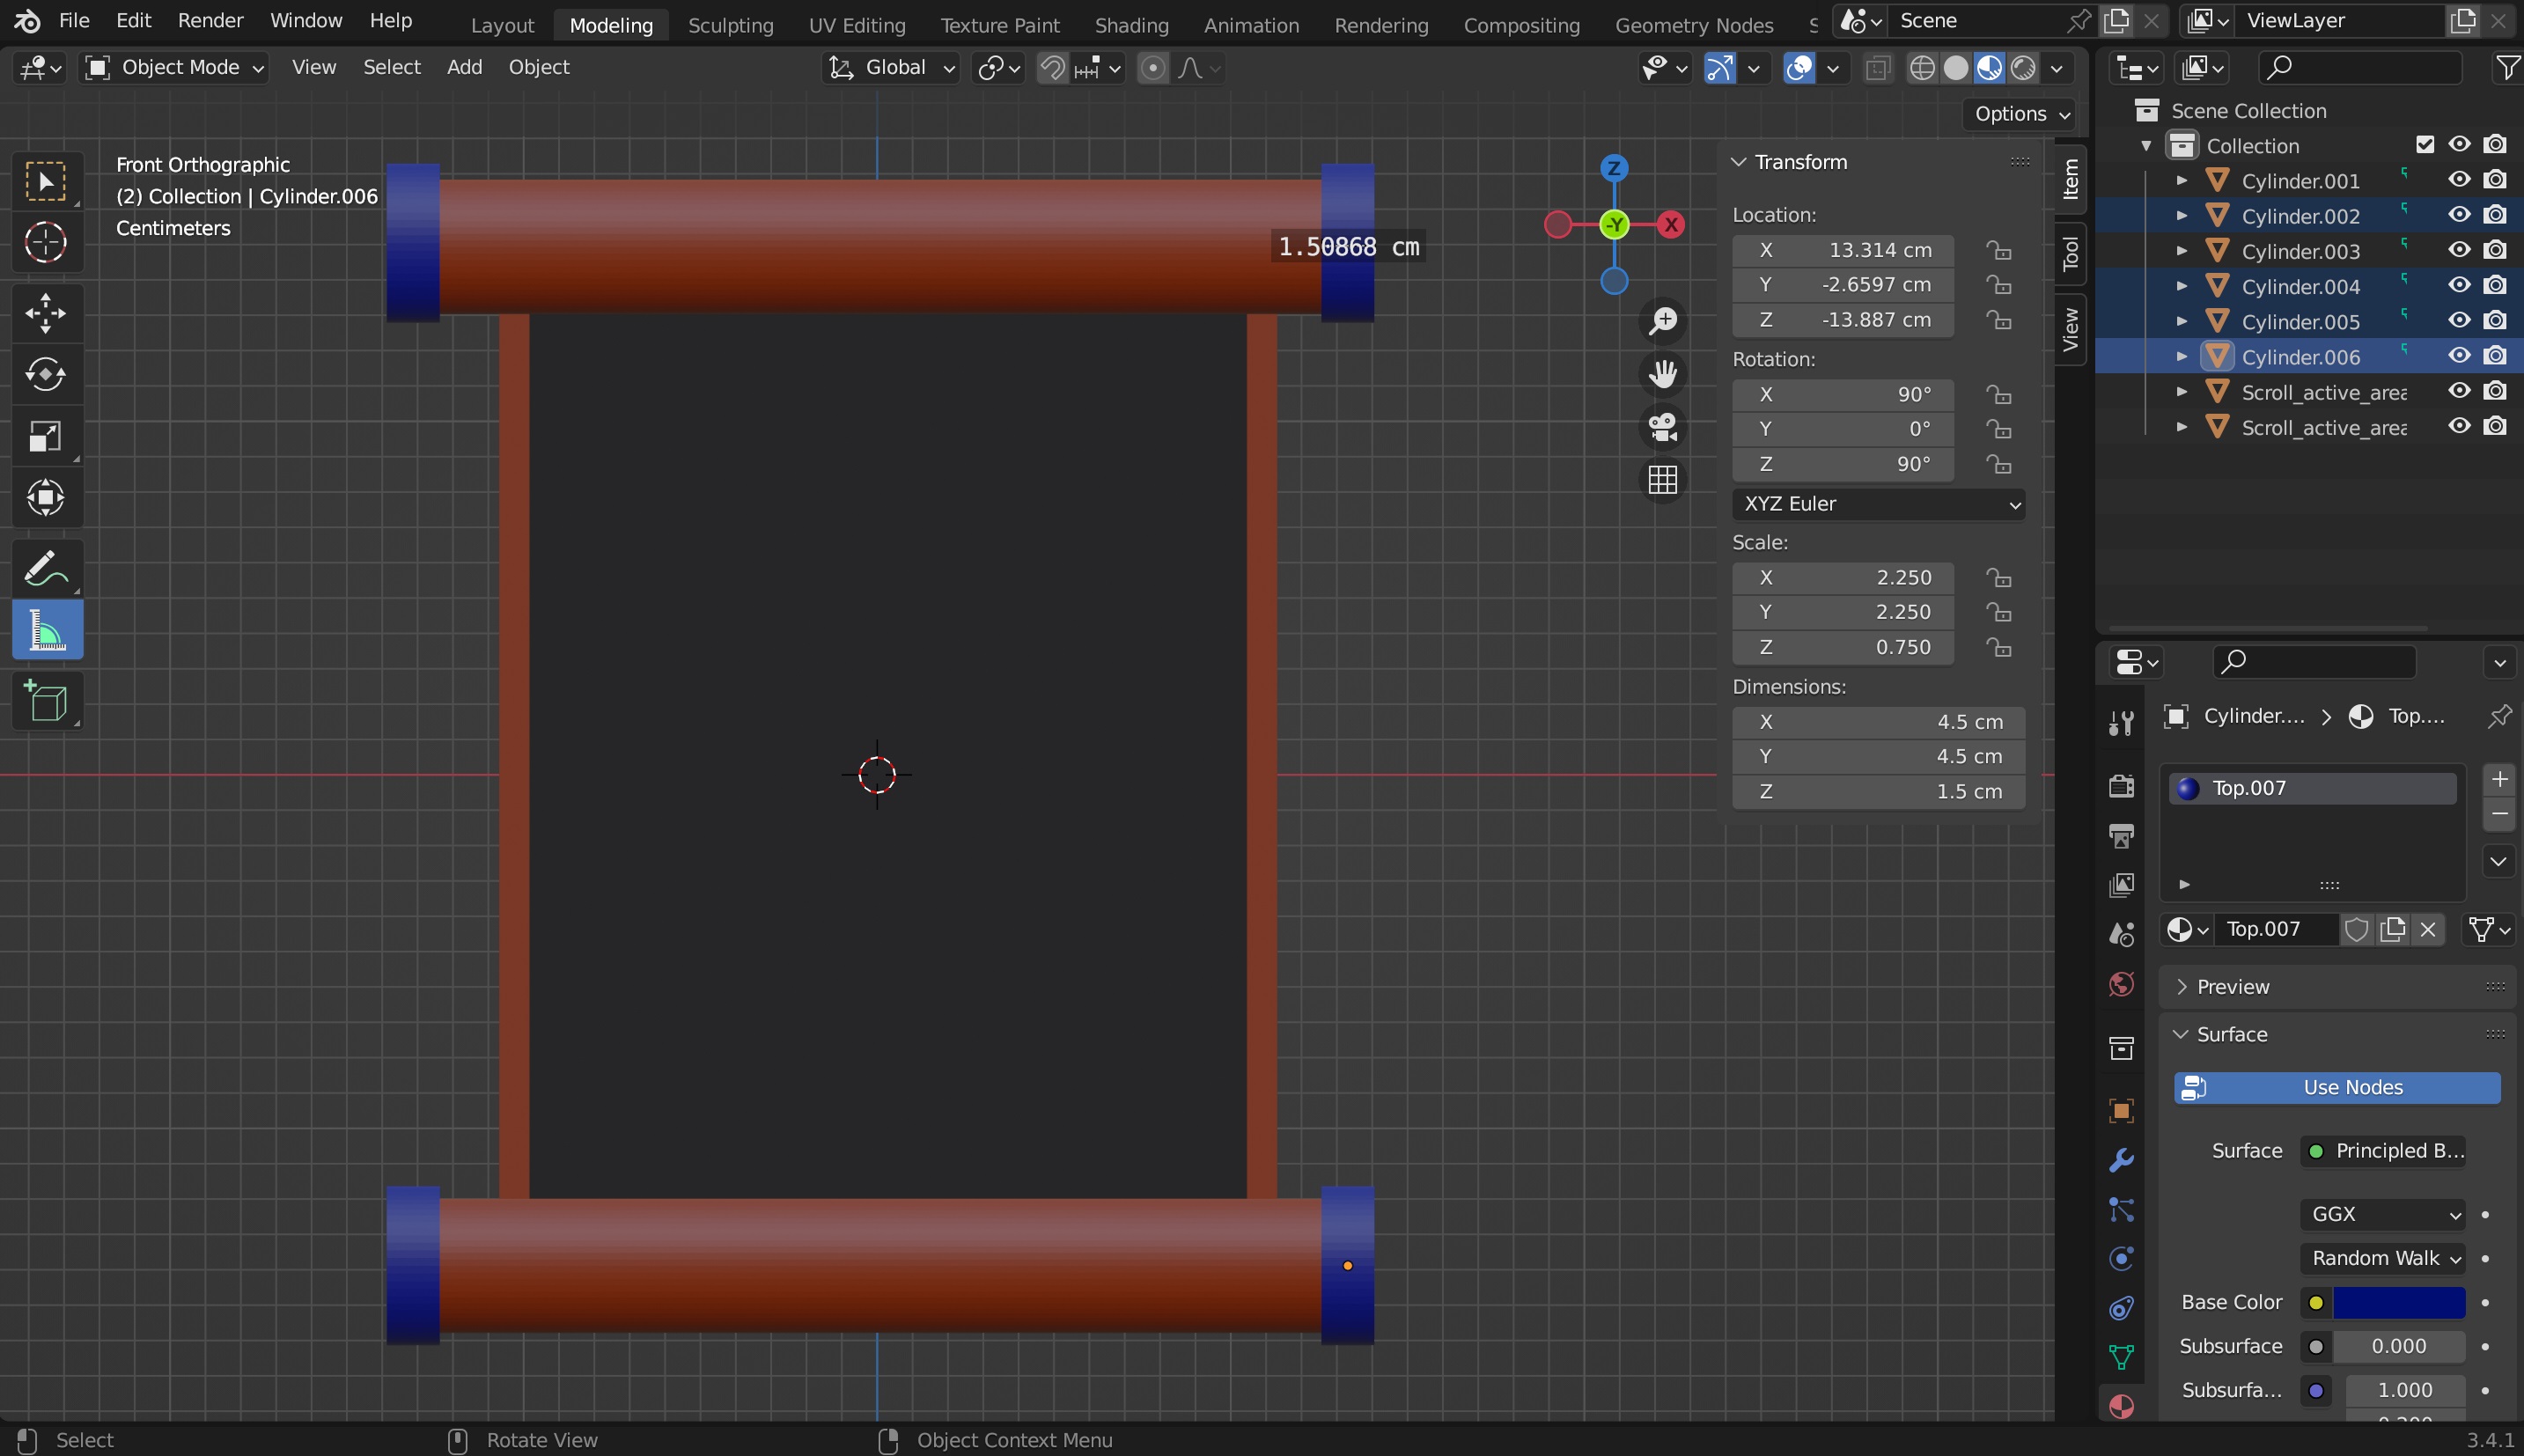 File Edit Render Window Help Layout Modeling Sculpting UV Editing Texture Paint Shading Animation Rendering Compositing Geometry Nodes Scene ViewLayer
Object Mode View Select Add Object Global
Options
Front Orthographic
(2) Collection | Cylinder.006
Centimeters
1.50868 cm
Z
-Y
X
Transform
Location:
X 13.314 cm
Y -2.6597 cm
Z -13.887 cm
Rotation:
X 90°
Y 0°
Z 90°
XYZ Euler
Scale:
X 2.250
Y 2.250
Z 0.750
Dimensions:
X 4.5 cm
Y 4.5 cm
Z 1.5 cm
Item
Tool
View
Scene Collection
Collection
Cylinder.001
Cylinder.002
Cylinder.003
Cylinder.004
Cylinder.005
Cylinder.006
Scroll_active_area
Scroll_active_area
Cylinder.... Top....
Top.007
Top.007
Preview
Surface
Use Nodes
Surface Principled B...
GGX
Random Walk
Base Color
Subsurface 0.000
Subsurfa... 1.000
Select Rotate View Object Context Menu 3.4.1